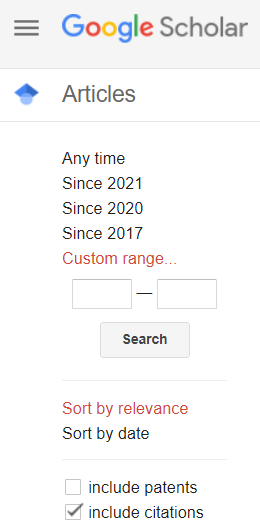 Google Scholar
Articles
Any time
Since 2021
Since 2020
Since 2017
Custom range...
—
Search
Sort by relevance
Sort by date
include patents
include citations